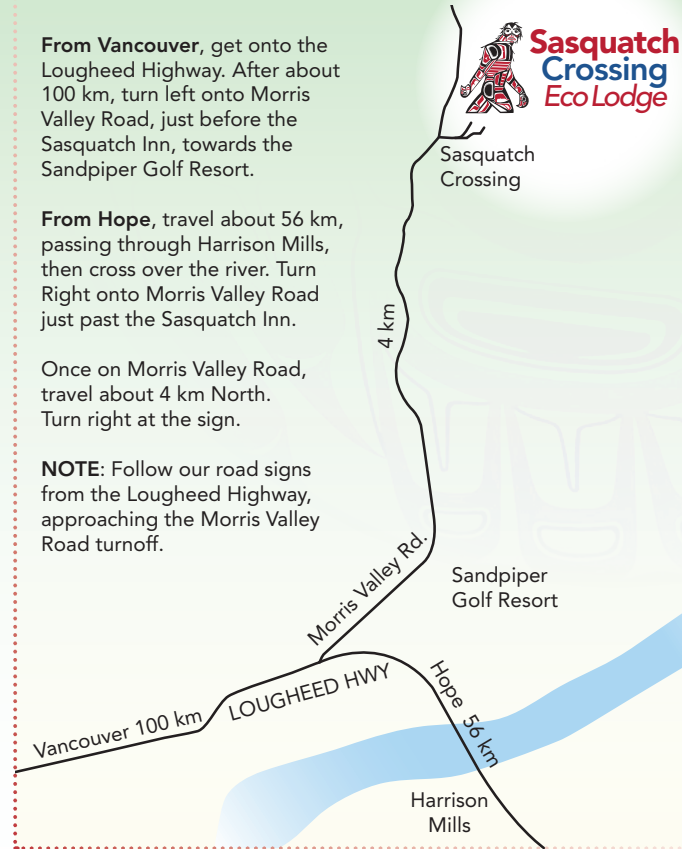 From Vancouver, get onto the
Lougheed Highway. After about
100 km, turn left onto Morris
Valley Road, just before the
Sasquatch Inn, towards the
Sandpiper Golf Resort.
From Hope, travel about 56 km,
passing through Harrison Mills,
then cross over the river. Turn
Right onto Morris Valley Road
just past the Sasquatch Inn.
Once on Morris Valley Road,
travel about 4 km North.
Turn right at the sign.
NOTE: Follow our road signs
from the Lougheed Highway,
approaching the Morris Valley
Road turnoff.
Sasquatch
Crossing
Eco Lodge
Sasquatch
Crossing
4 km
Morris Valley Rd.
Sandpiper
Golf Resort
Vancouver 100 km
LOUGHEED HWY
Hope 56 km
Harrison
Mills